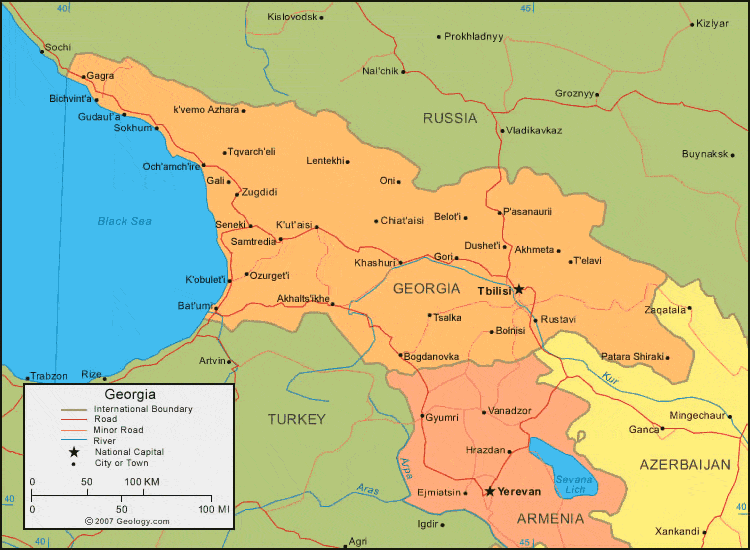 40
45
Kislovodsk
Kizlyar
Prokhladnyy
Sochi
Nal'chik
Gagra
Groznyy
Bichvint'a
k'vemo Azhara
Gudaut'a
RUSSIA
Sokhum
Vladikavkaz
Tqvarch'eli
Buynaksk
Lentekhi
Och'amch'ire
Gali
Oni
Zugdidi
P'asanaurii
Black Sea
Seneki
K'ut'aisi
Chiat'aisi
Belot'i
Samtredia
Dushet'i
Akhmeta
Khashuri
Gori
T'elavi
K'obulet'i
Ozurget'i
GEORGIA
Tbilisi
Akhalts'ikhe
Bat'umi
Zaqatala
Tsalka
Rustavi
Bolnisi
Artvin
Bogdanovka
Patara Shiraki
Trabzon
Rize
Kur
Georgia
International Boundary
Road
Minor Road
River
National Capital
City or Town
0 50 100 KM
0 50 100 MI
© 2007 Geology.com
TURKEY
Gyumri
Vanadzor
Mingechaur
Ganca
Hrazdan
AZERBAIJAN
Arpa
Sevana
Lich
Aras
Ejmiatsin
Yerevan
40
40
Igdir
ARMENIA
Xankandi
Agri
40
45